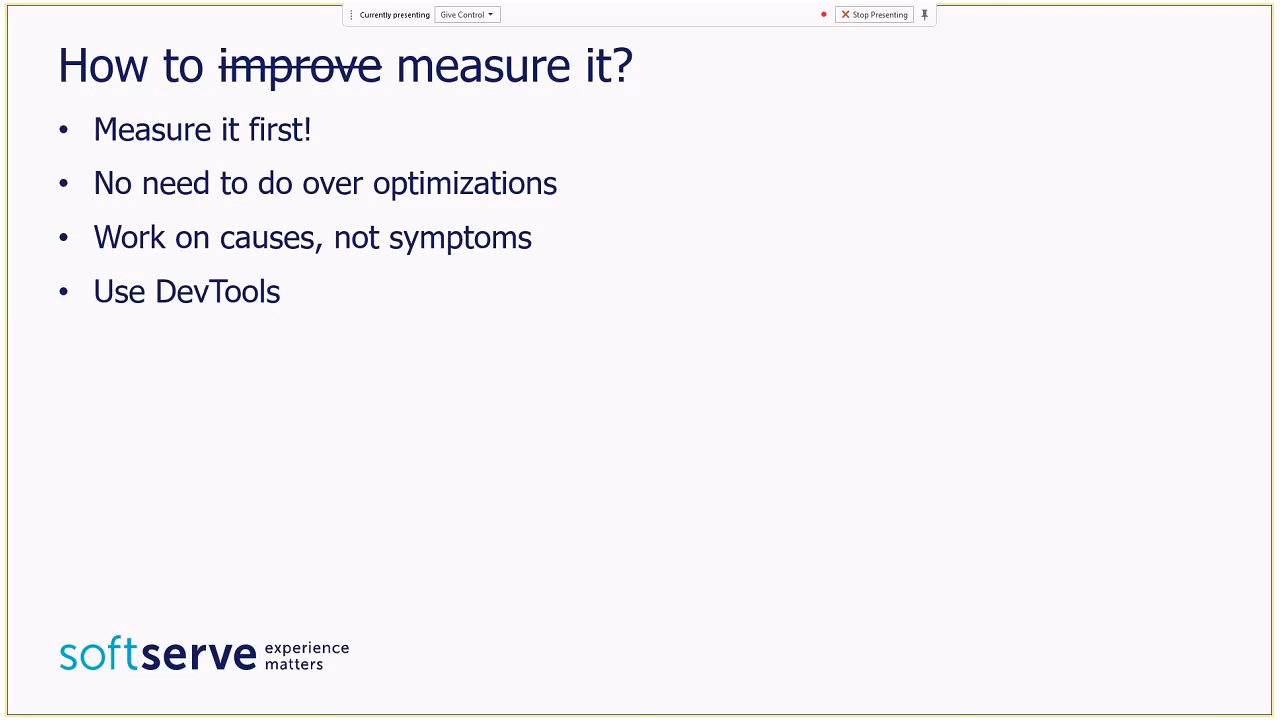 Currently presenting Give Control Stop Presenting
How to improve measure it?
• Measure it first!
• No need to do over optimizations
• Work on causes, not symptoms
• Use DevTools
softserve experience matters